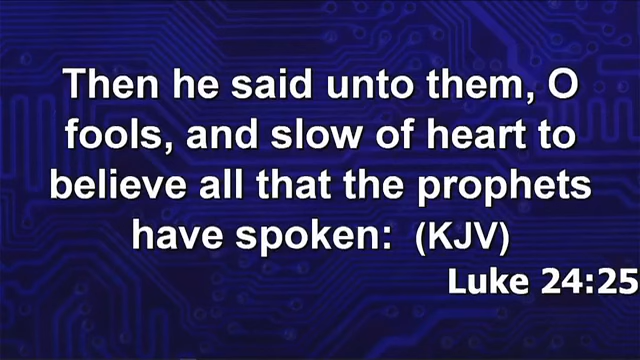 Then he said unto them, O
fools, and slow of heart to
believe all that the prophets
have spoken: (KJV)
Luke 24:25